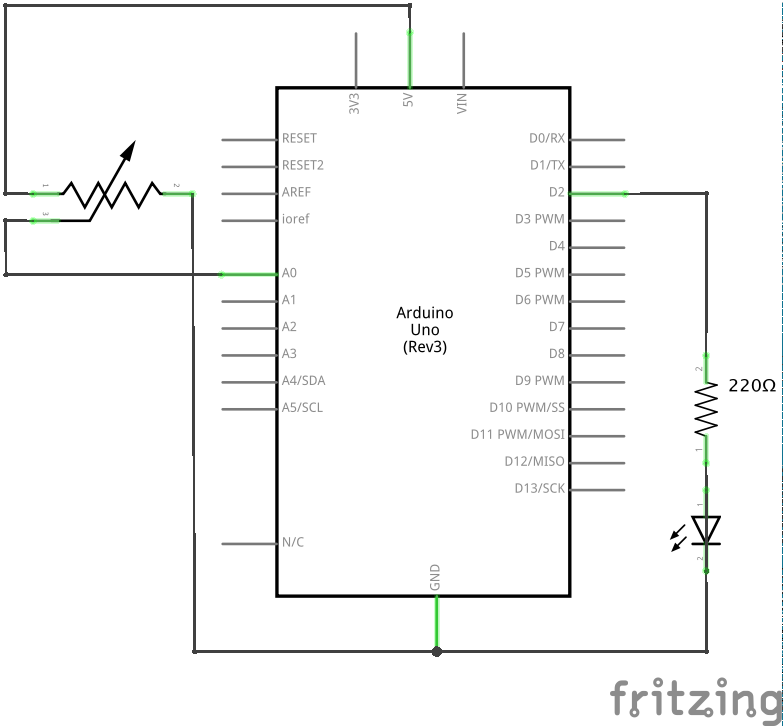 3V3
5V
VIN
RESET
RESET2
AREF
ioref
A0
A1
A2
A3
A4/SDA
A5/SCL
N/C
Arduino
Uno
(Rev3)
D0/RX
D1/TX
D2
D3 PWM
D4
D5 PWM
D6 PWM
D7
D8
D9 PWM
D10 PWM/SS
D11 PWM/MOSI
D12/MISO
D13/SCK
GND
1
2
3
2
220Ω
1
1
2
fritzing